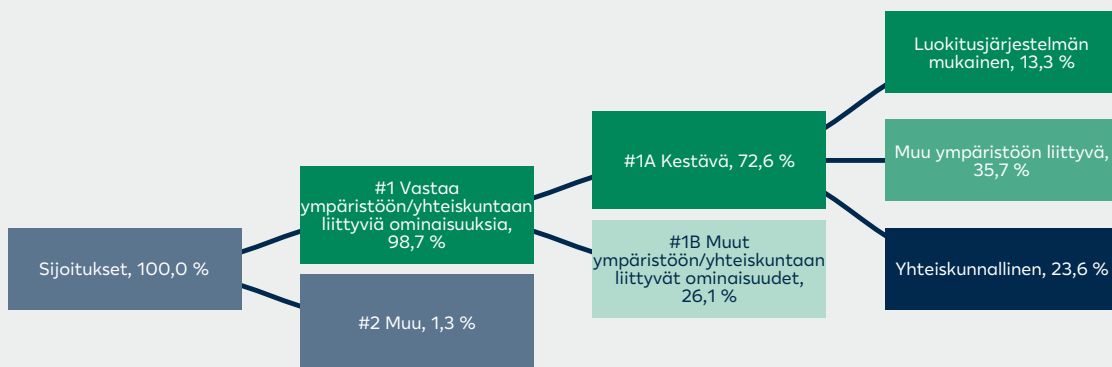 Sijoitukset, 100,0 %
#1 Vastaa
ympäristöön/yhteiskuntaan
liittyviä ominaisuuksia,
98,7 %
#2 Muu, 1,3 %
#1A Kestävä, 72,6 %
#1B Muut
ympäristöön/yhteiskuntaan
liittyvät ominaisuudet,
26,1 %
Luokitusjärjestelmän
mukainen, 13,3 %
Muu ympäristöön liittyvä,
35,7 %
Yhteiskunnallinen, 23,6 %